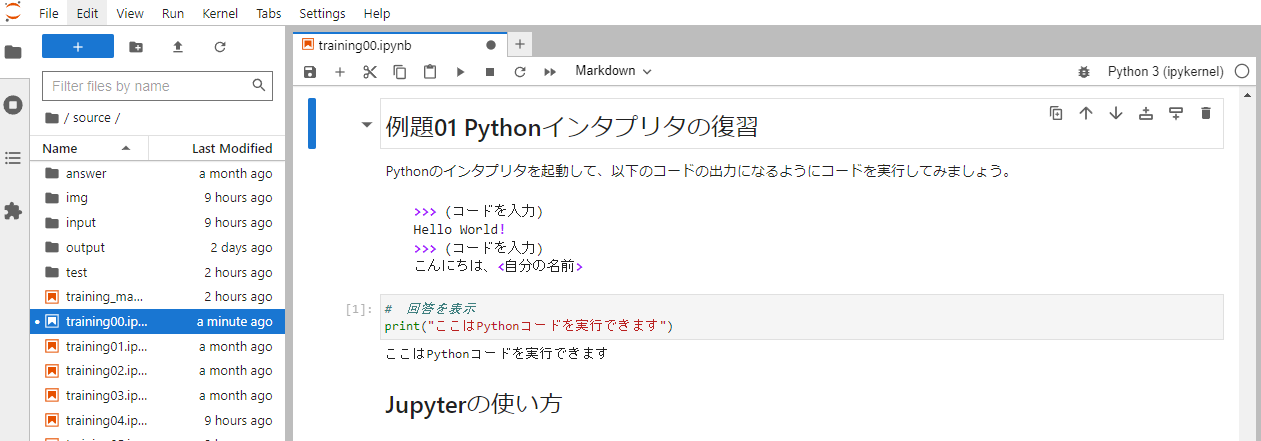 File Edit View Run Kernel Tabs Settings Help
+
Filter files by name
/ source /
Name Last Modified
answer a month ago
img 9 hours ago
input 9 hours ago
output 2 days ago
test 2 hours ago
training_ma... 2 hours ago
training00.ip... a minute ago
training01.ip... a month ago
training02.ip... a month ago
training03.ip... a month ago
training04.ip... 9 hours ago
training00.ipynb
Markdown Python 3 (ipykernel)
例題01 Pythonインタプリタの復習
Pythonのインタプリタを起動して、以下のコードの出力になるようにコードを実行してみましょう。
>>> (コードを入力)
Hello World!
>>> (コードを入力)
こんにちは、<自分の名前>
[1]: # 回答を表示
print("ここはPythonコードを実行できます")
ここはPythonコードを実行できます
Jupyterの使い方